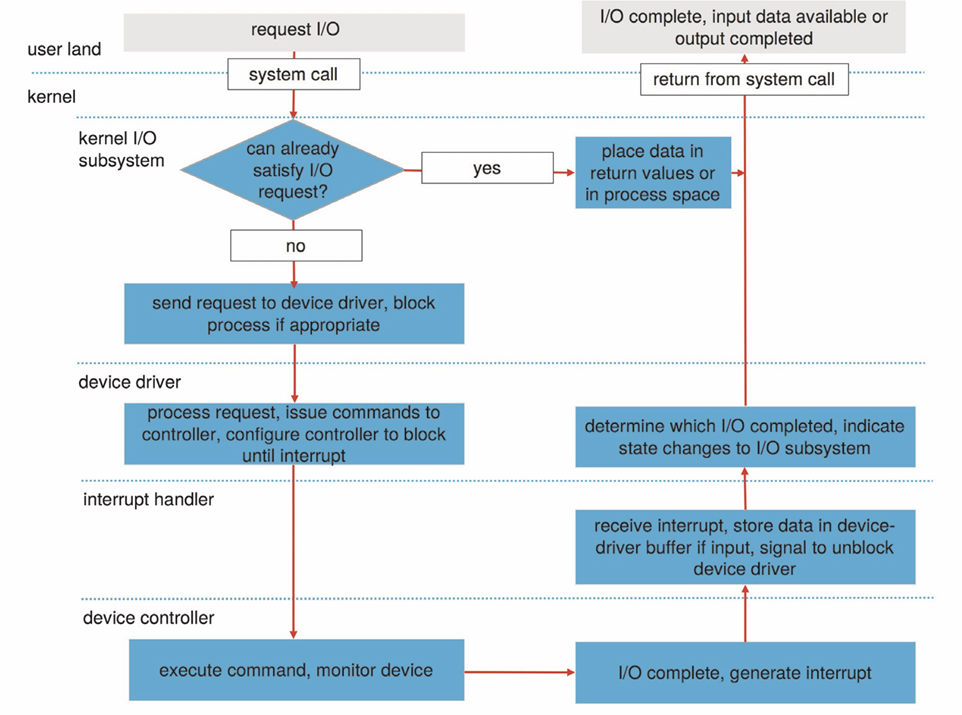 request I/O
I/O complete, input data available or
output completed
user land
system call
return from system call
kernel
kernel I/O
subsystem
can already
satisfy I/O
request?
yes
place data in
return values or
in process space
no
send request to device driver, block
process if appropriate
device driver
process request, issue commands to
controller, configure controller to block
until interrupt
determine which I/O completed, indicate
state changes to I/O subsystem
interrupt handler
receive interrupt, store data in device-
driver buffer if input, signal to unblock
device driver
device controller
execute command, monitor device
I/O complete, generate interrupt